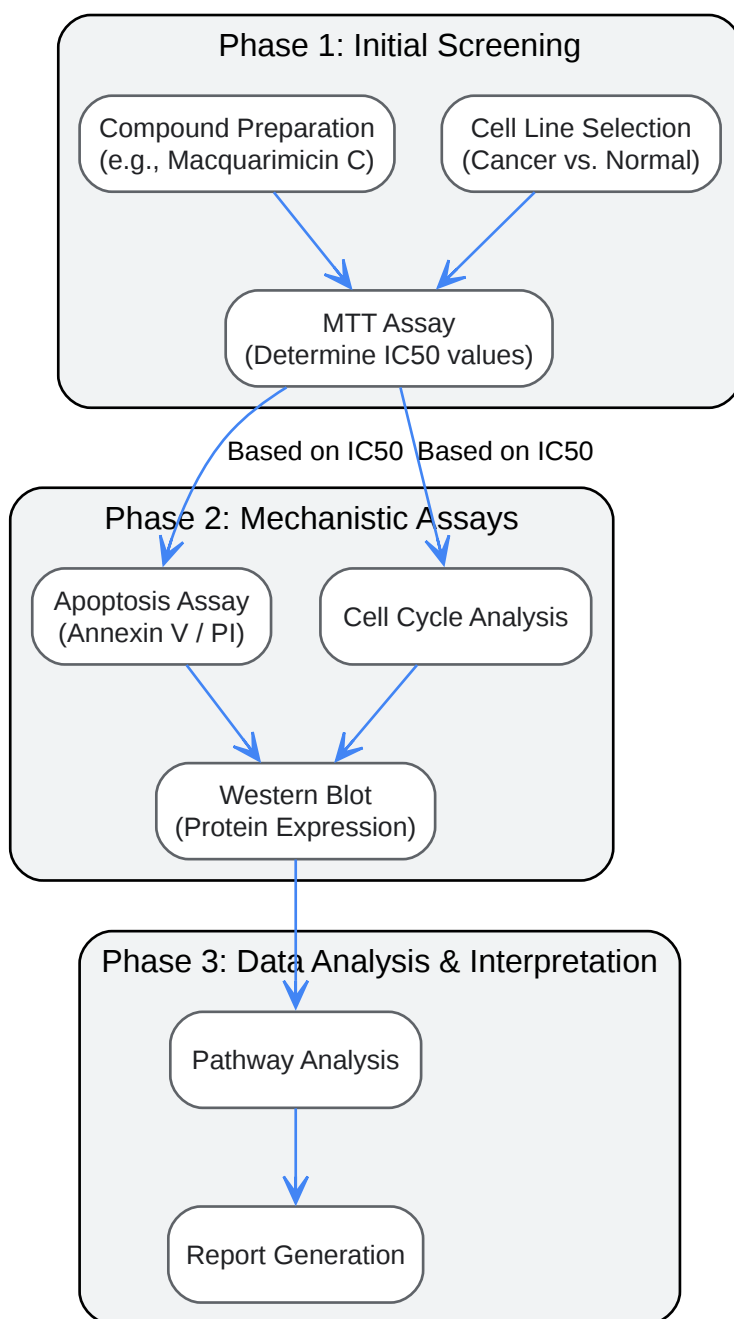 Phase 1: Initial Screening
Compound Preparation
(e.g., Macquarimicin C)
Cell Line Selection
(Cancer vs. Normal)
MTT Assay
(Determine IC50 values)
Based on IC50
Based on IC50
Phase 2: Mechanistic Assays
Apoptosis Assay
(Annexin V / PI)
Cell Cycle Analysis
Western Blot
(Protein Expression)
Phase 3: Data Analysis & Interpretation
Pathway Analysis
Report Generation